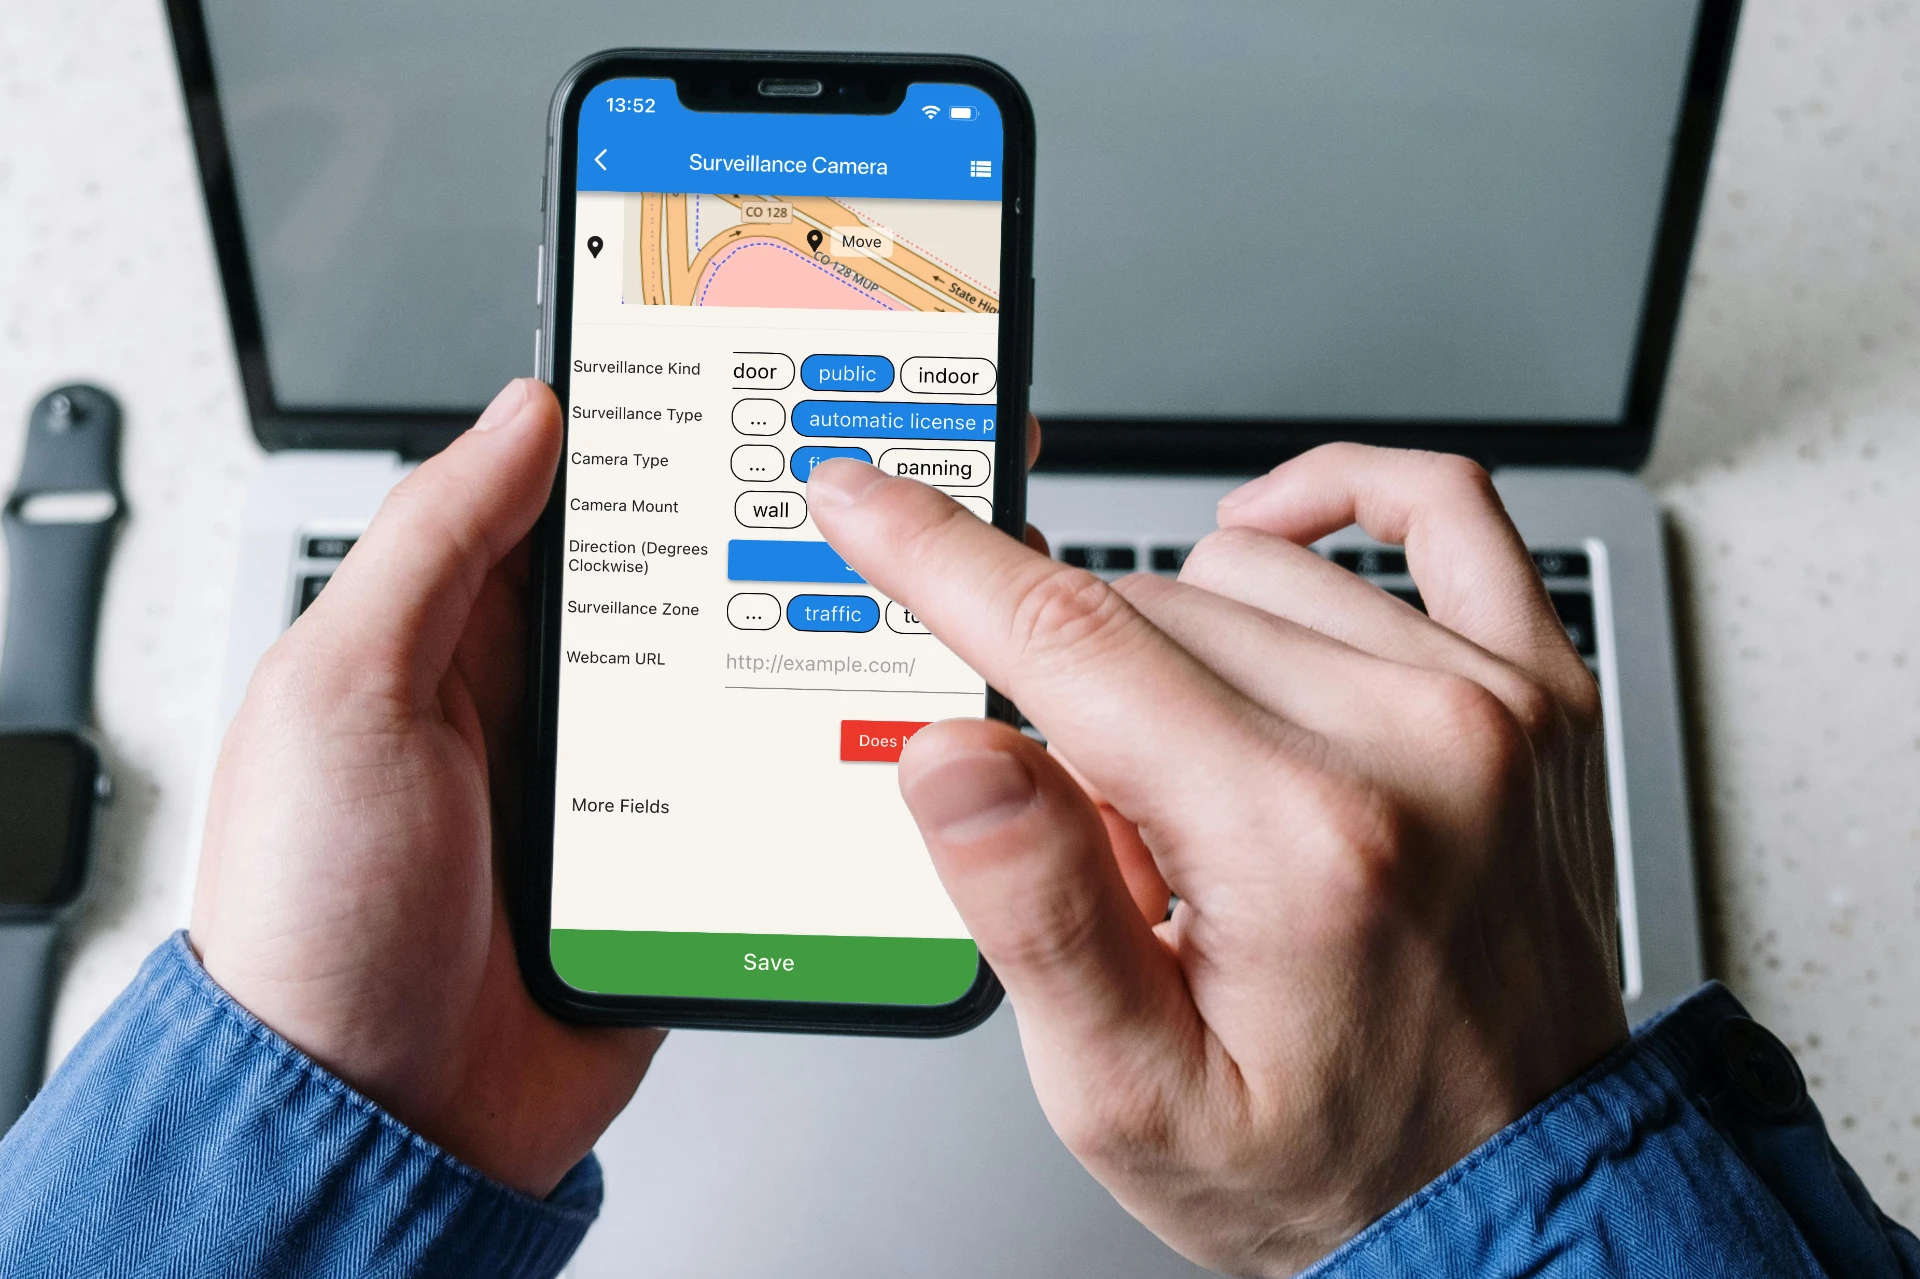 13:52
Surveillance Camera
CO 128
Move
CO 128 MUP
State
Surveillance Kind
door
public
indoor
Surveillance Type
...
automatic license p
Camera Type
...
panning
Camera Mount
wall
Direction (Degrees
Clockwise)
Surveillance Zone
...
traffic
Webcam URL
http://example.com/
Does
More Fields
Save